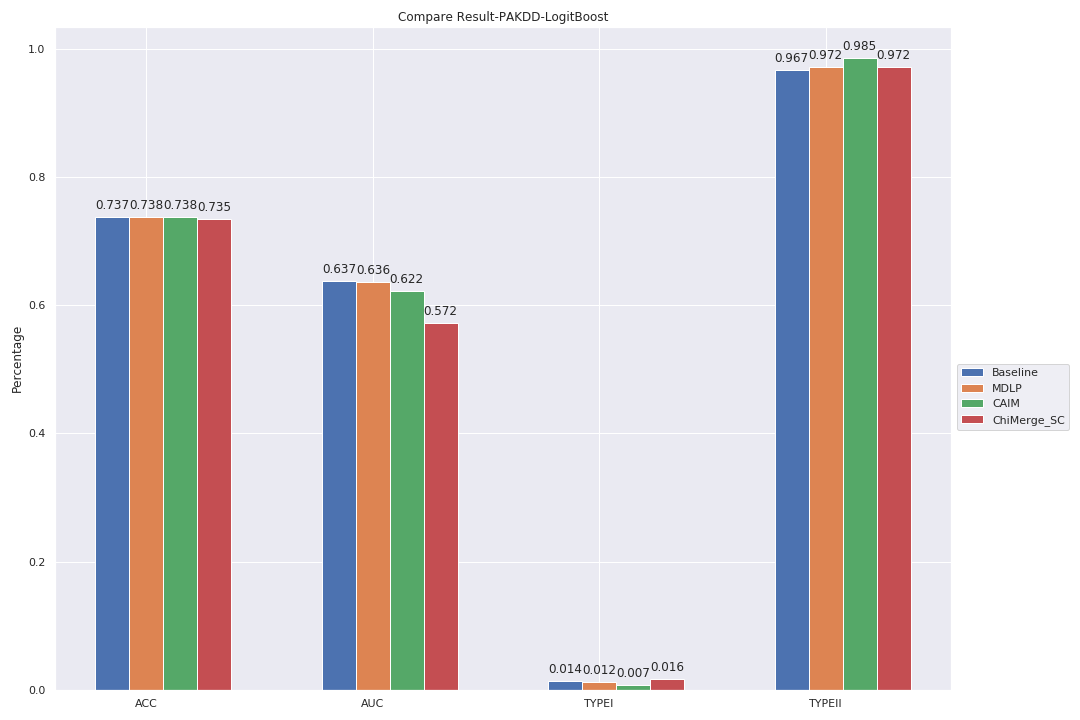 Compare Result-PAKDD-LogitBoost
Percentage
1.0
0.8
0.6
0.4
0.2
0.0
0.737 0.738 0.738 0.735
0.637 0.636 0.622 0.572
0.014 0.012 0.007 0.016
0.967 0.972 0.985 0.972
ACC AUC TYPEI TYPEII
Baseline
MDLP
CAIM
ChiMerge_SC